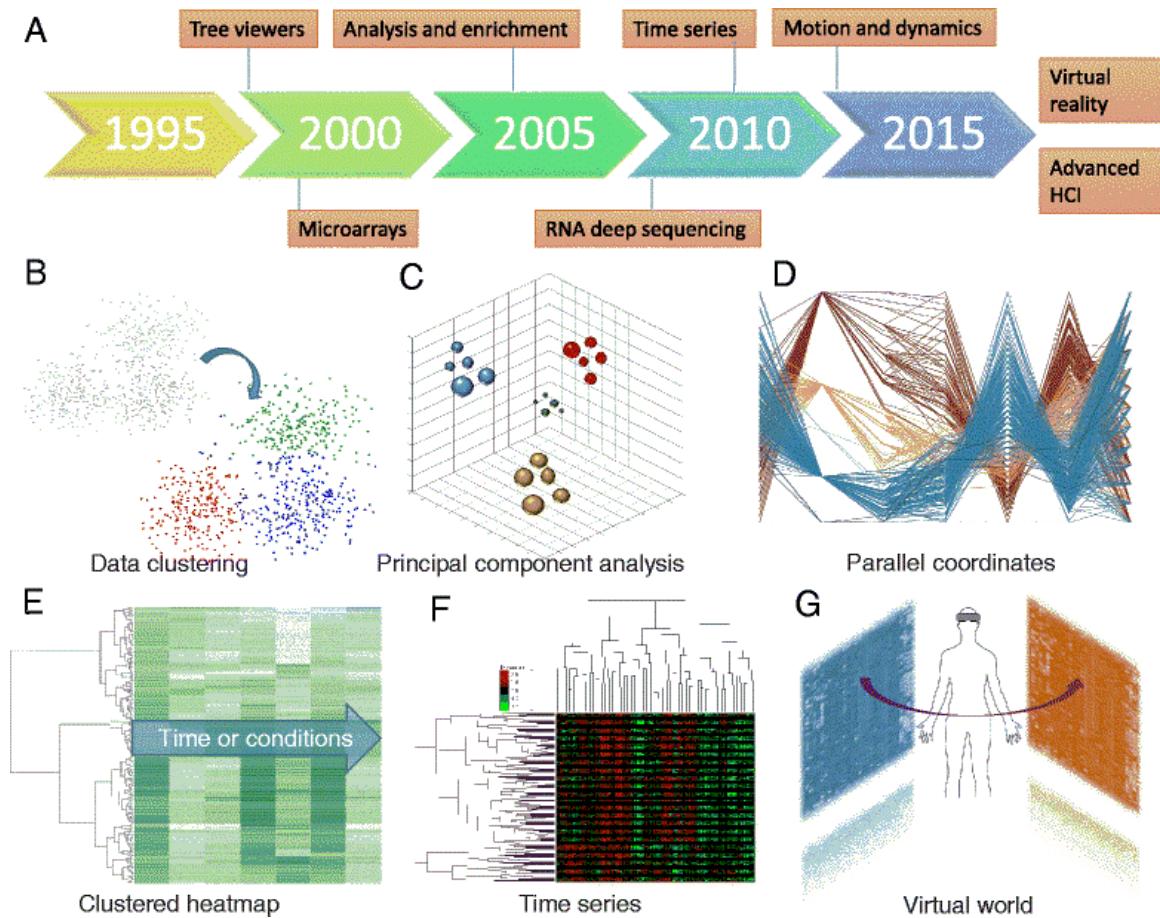 A
Tree viewers
Analysis and enrichment
Time series
Motion and dynamics
Virtual
reality
1995
2000
2005
2010
2015
Advanced
HCI
Microarrays
RNA deep sequencing
B
C
D
Data clustering
Principal component analysis
Parallel coordinates
E
F
G
Time or conditions
Clustered heatmap
Time series
Virtual world